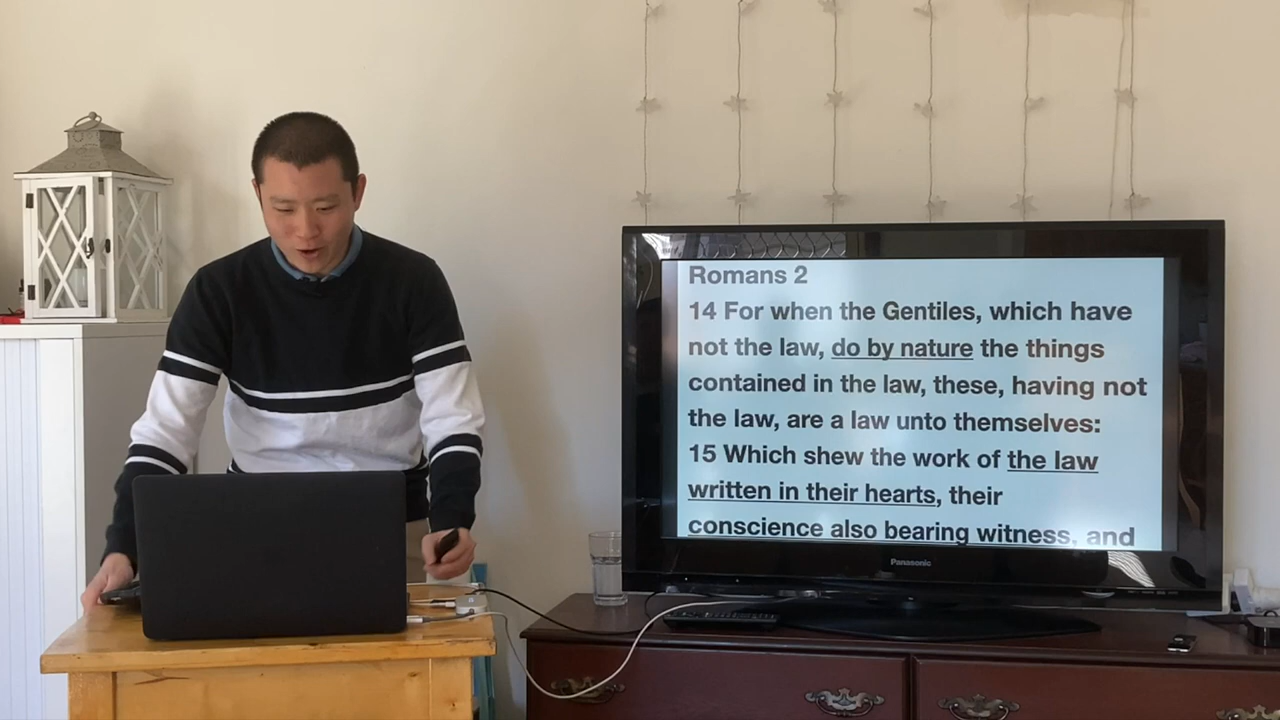 Romans 2
14 For when the Gentiles, which have
not the law, do by nature the things
contained in the law, these, having not
the law, are a law unto themselves:
15 Which shew the work of the law
written in their hearts, their
conscience also bearing witness, and
Panasonic